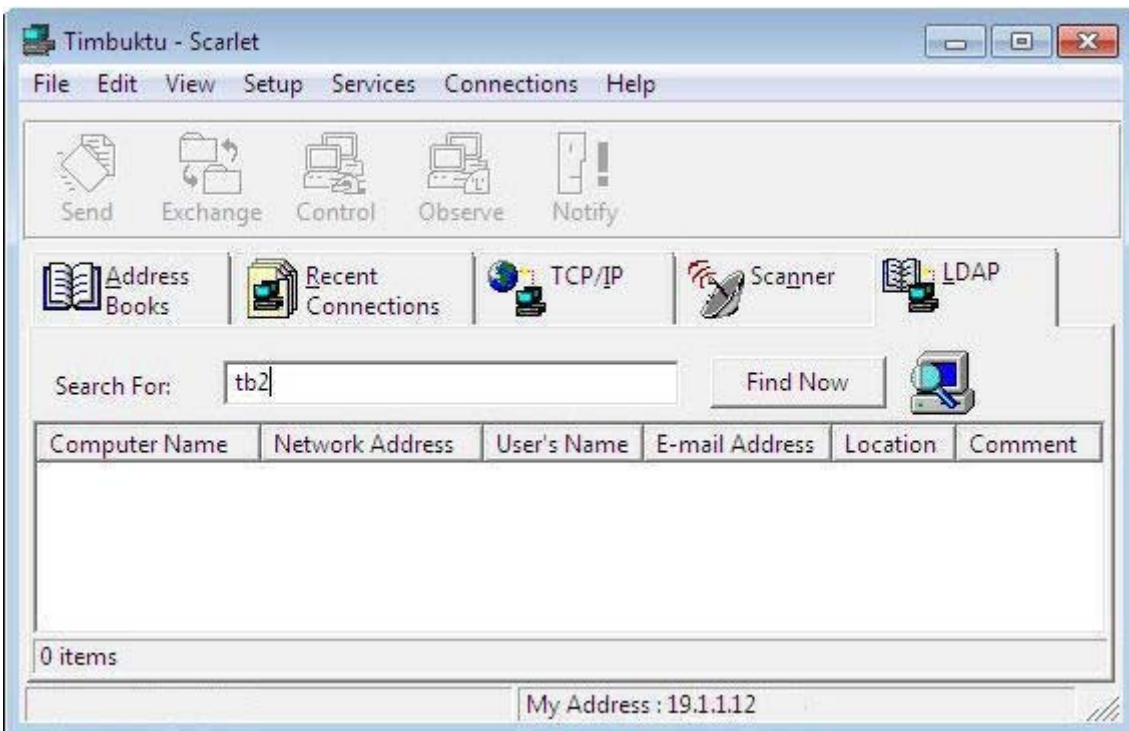 Timbuktu - Scarlet
File Edit View Setup Services Connections Help
Send Exchange Control Observe Notify
Address Books
Recent Connections
TCP/IP
Scanner
LDAP
Search For: tb2 Find Now
Computer Name Network Address User's Name E-mail Address Location Comment
0 items
My Address : 19.1.1.12